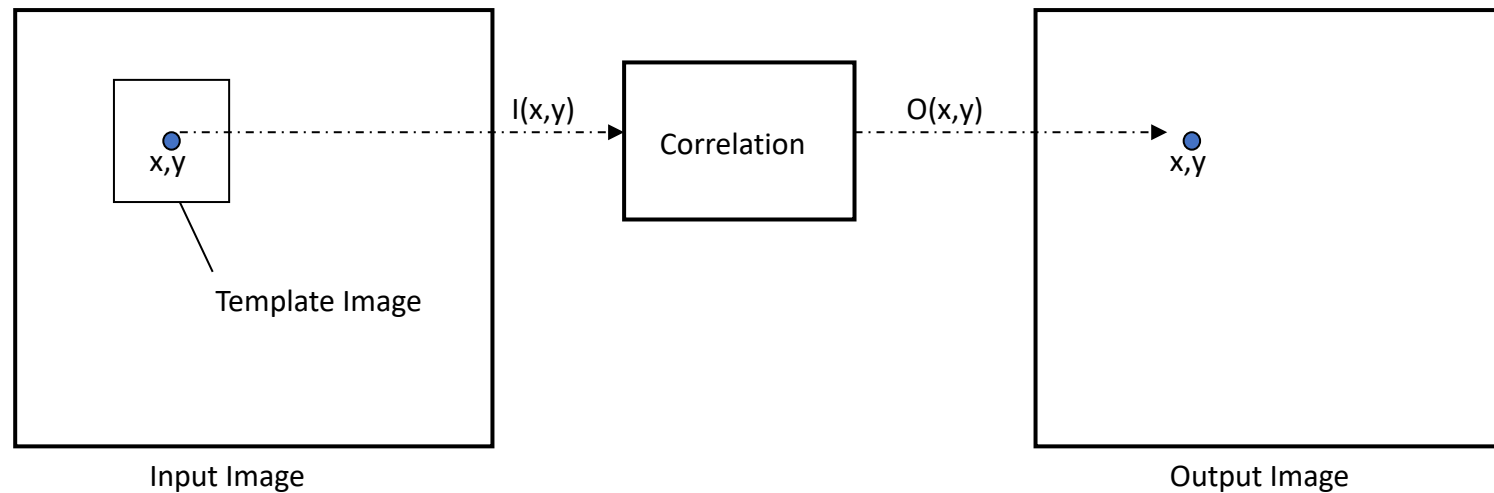 I(x,y)
O(x,y)
Correlation
x,y
x,y
Template Image
Input Image
Output Image